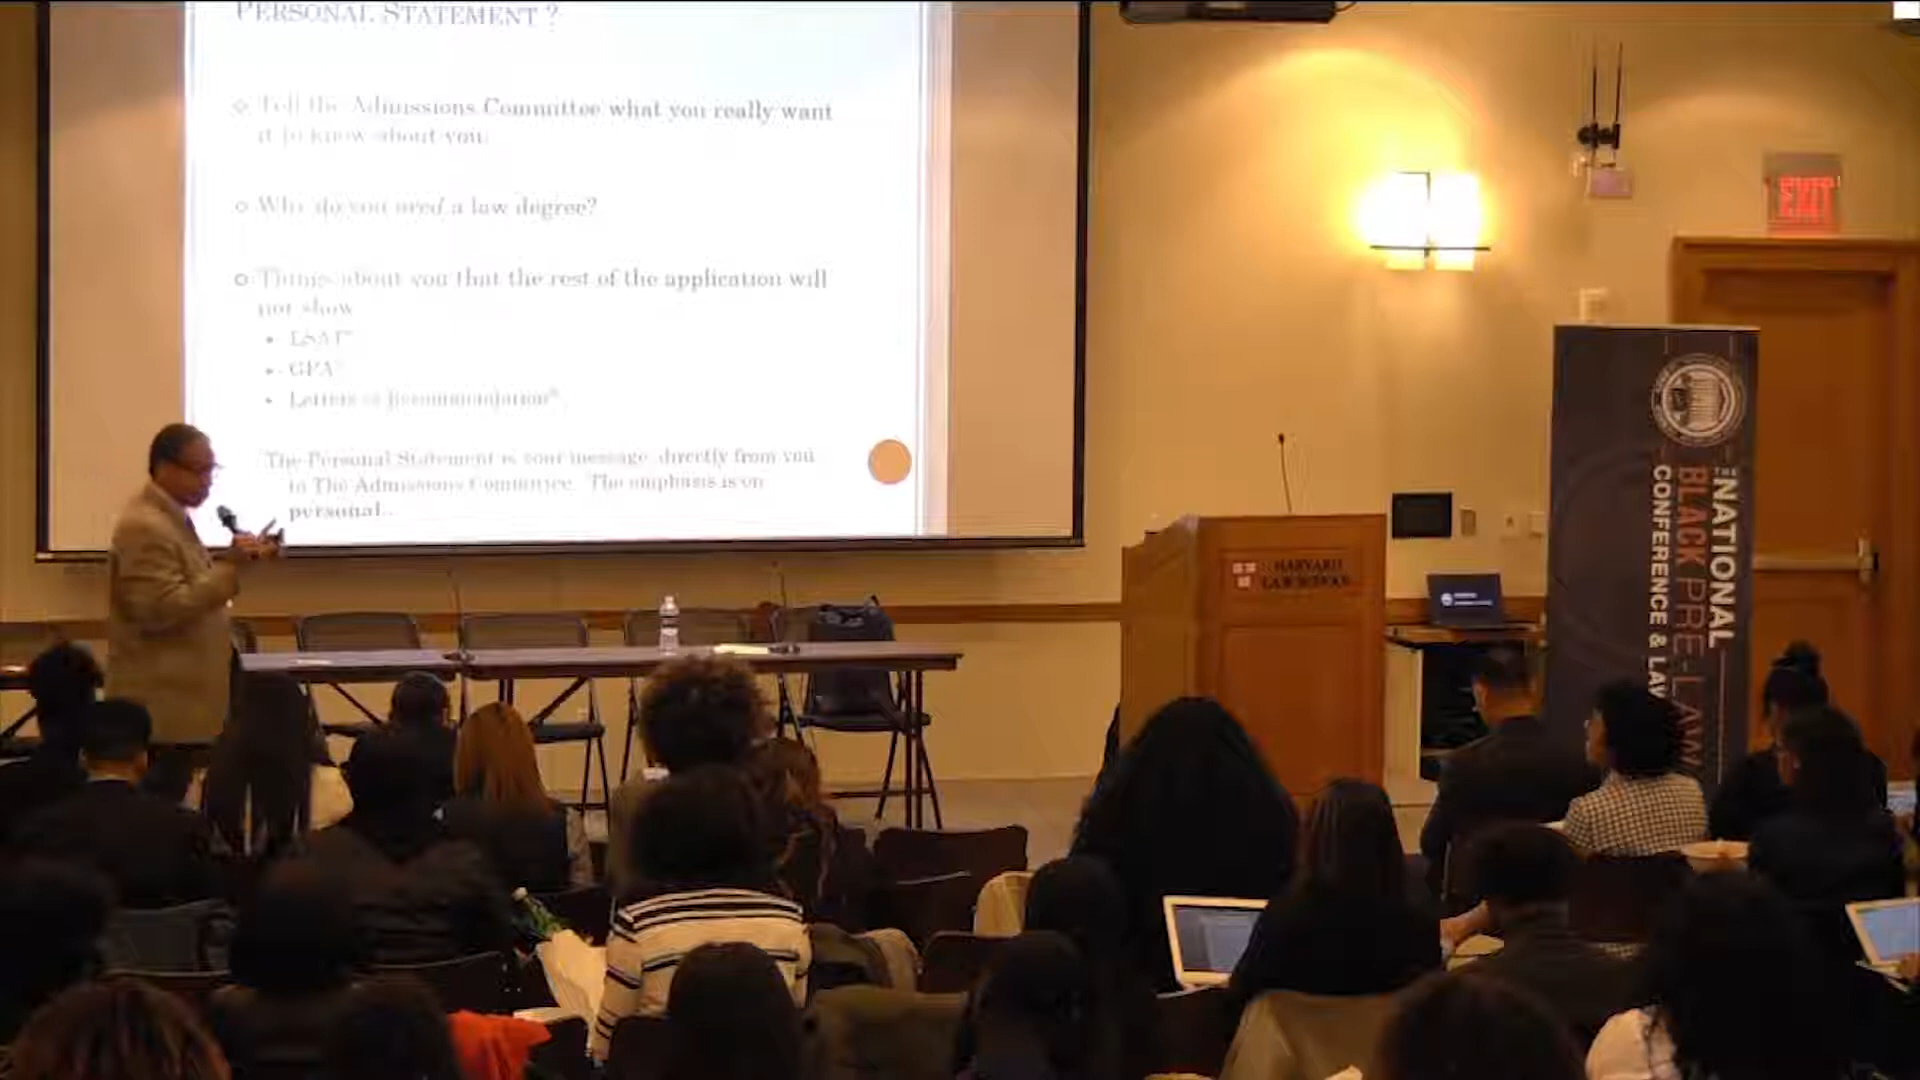 PERSONAL STATEMENT ?
Tell the Admissions Committee what you really want
it to know about you.
Why do you need a law degree?
Things about you that the rest of the application will
not show
LSAT
GPA
Letters of Recommendation
The Personal Statement is your message, directly from you
to The Admissions Committee. The emphasis is on
personal...
EXIT
HARVARD
LAW SCHOOL
THE NATIONAL
BLACK PRE-LAW
CONFERENCE & LAW